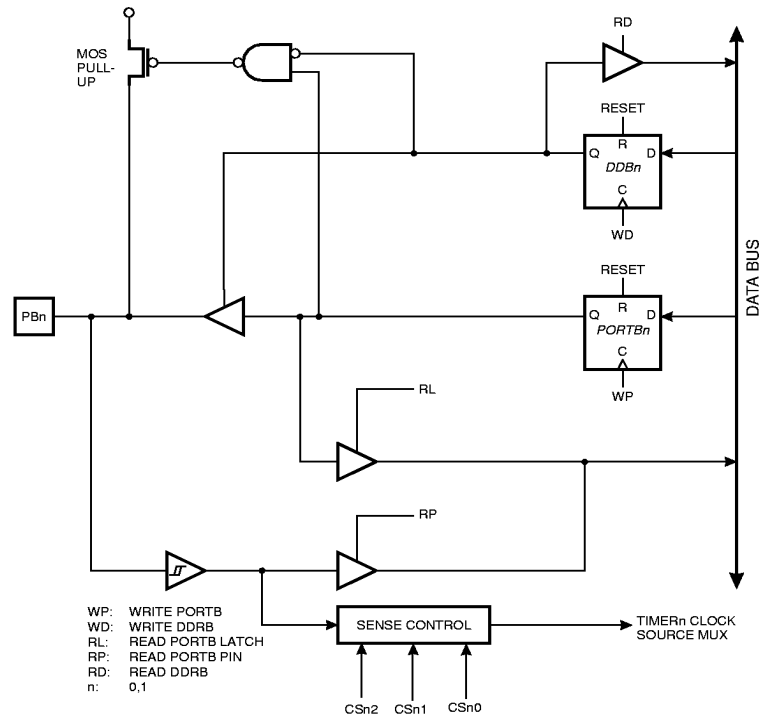 RD
MOS
PULL-
UP
RESET
R
Q
D
DDBn
C
WD
DATA BUS
RESET
PBn
R
Q
D
PORTBn
C
WP
RL
RP
WP: WRITE PORTB
WD: WRITE DDRB
RL: READ PORTB LATCH
RP: READ PORTB PIN
RD: READ DDRB
n: 0,1
SENSE CONTROL
TIMERn CLOCK
SOURCE MUX
CSn2
CSn1
CSn0